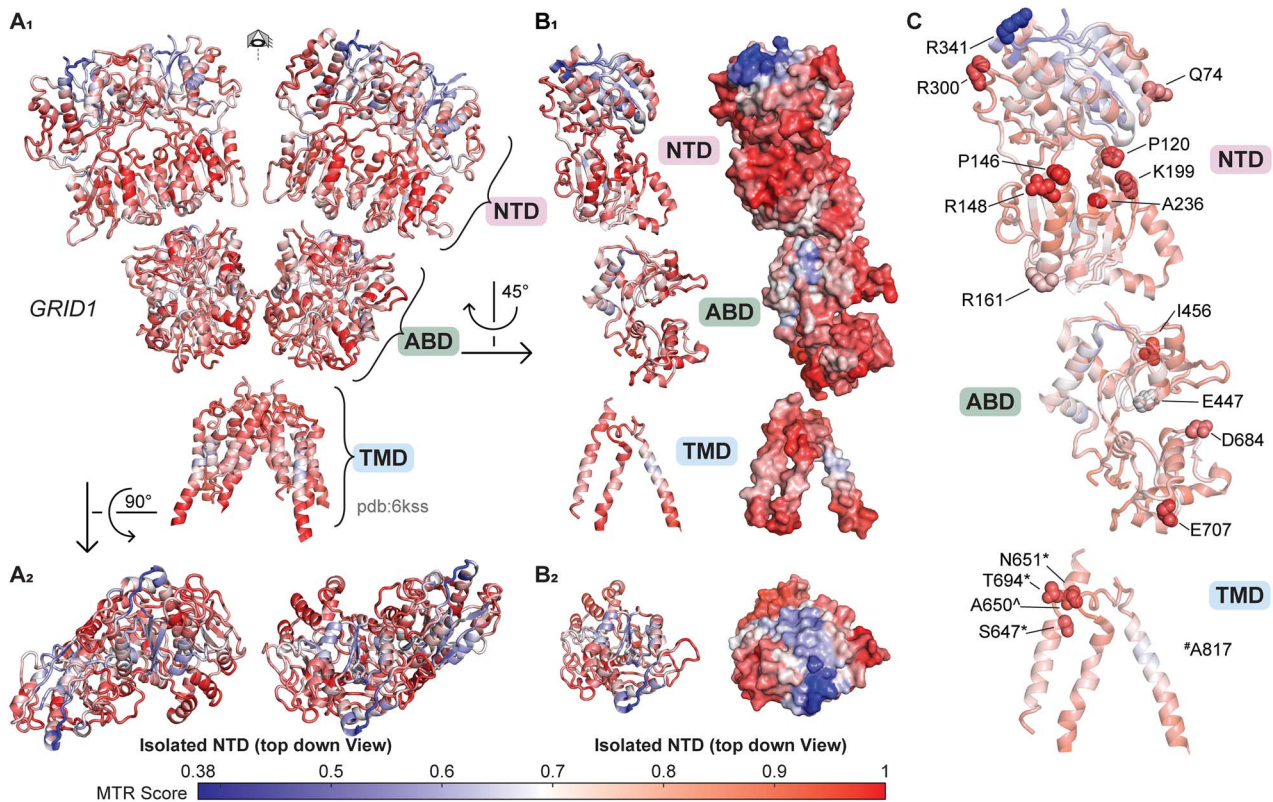 A₁
B₁
C
R341
R300
Q74
NTD
NTD
NTD
P120
P146
K199
R148
A236
R161
GRID1
45°
ABD
ABD
ABD
I456
E447
D684
E707
TMD
TMD
TMD
pdb:6kss
90°
N651*
T694*
A650^
S647*
#A817
A₂
B₂
Isolated NTD (top down View)
Isolated NTD (top down View)
0.38 0.5 0.6 0.7 0.8 0.9 1
MTR Score